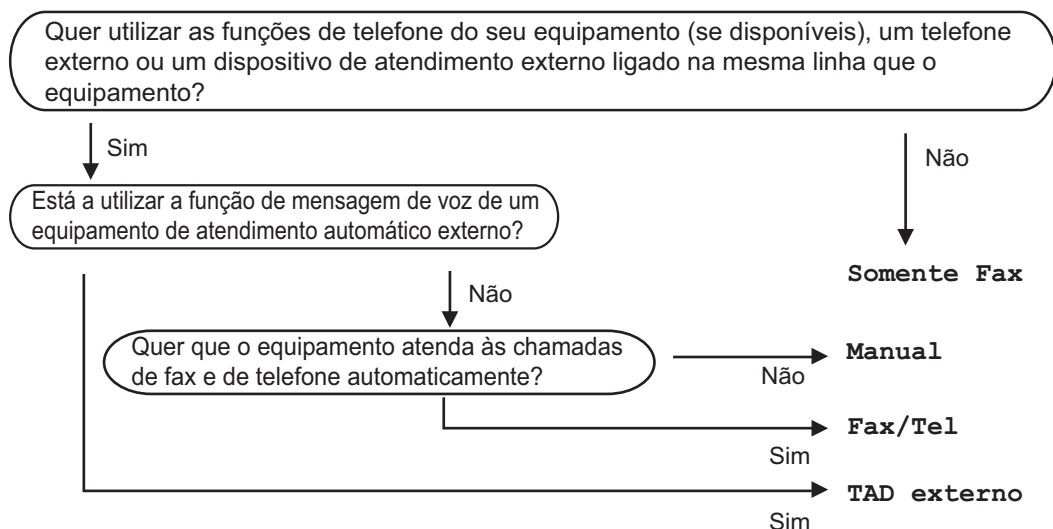 Quer utilizar as funções de telefone do seu equipamento (se disponíveis), um telefone
externo ou um dispositivo de atendimento externo ligado na mesma linha que o
equipamento?
Sim
Não
Está a utilizar a função de mensagem de voz de um
equipamento de atendimento automático externo?
Somente Fax
Não
Quer que o equipamento atenda às chamadas
de fax e de telefone automaticamente?
Manual
Não
Fax/Tel
Sim
TAD externo
Sim